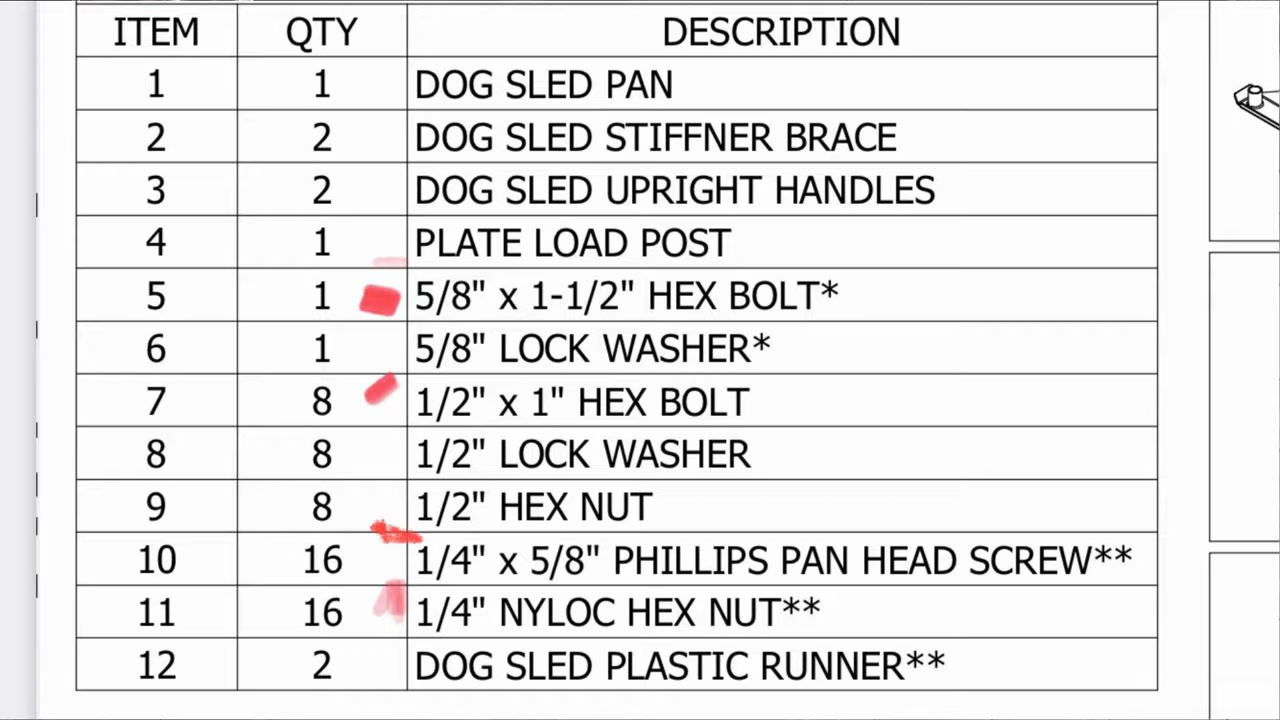 ITEM QTY DESCRIPTION
1 1 DOG SLED PAN
2 2 DOG SLED STIFFNER BRACE
3 2 DOG SLED UPRIGHT HANDLES
4 1 PLATE LOAD POST
5 1 5/8" x 1-1/2" HEX BOLT*
6 1 5/8" LOCK WASHER*
7 8 1/2" x 1" HEX BOLT
8 8 1/2" LOCK WASHER
9 8 1/2" HEX NUT
10 16 1/4" x 5/8" PHILLIPS PAN HEAD SCREW**
11 16 1/4" NYLOC HEX NUT**
12 2 DOG SLED PLASTIC RUNNER**